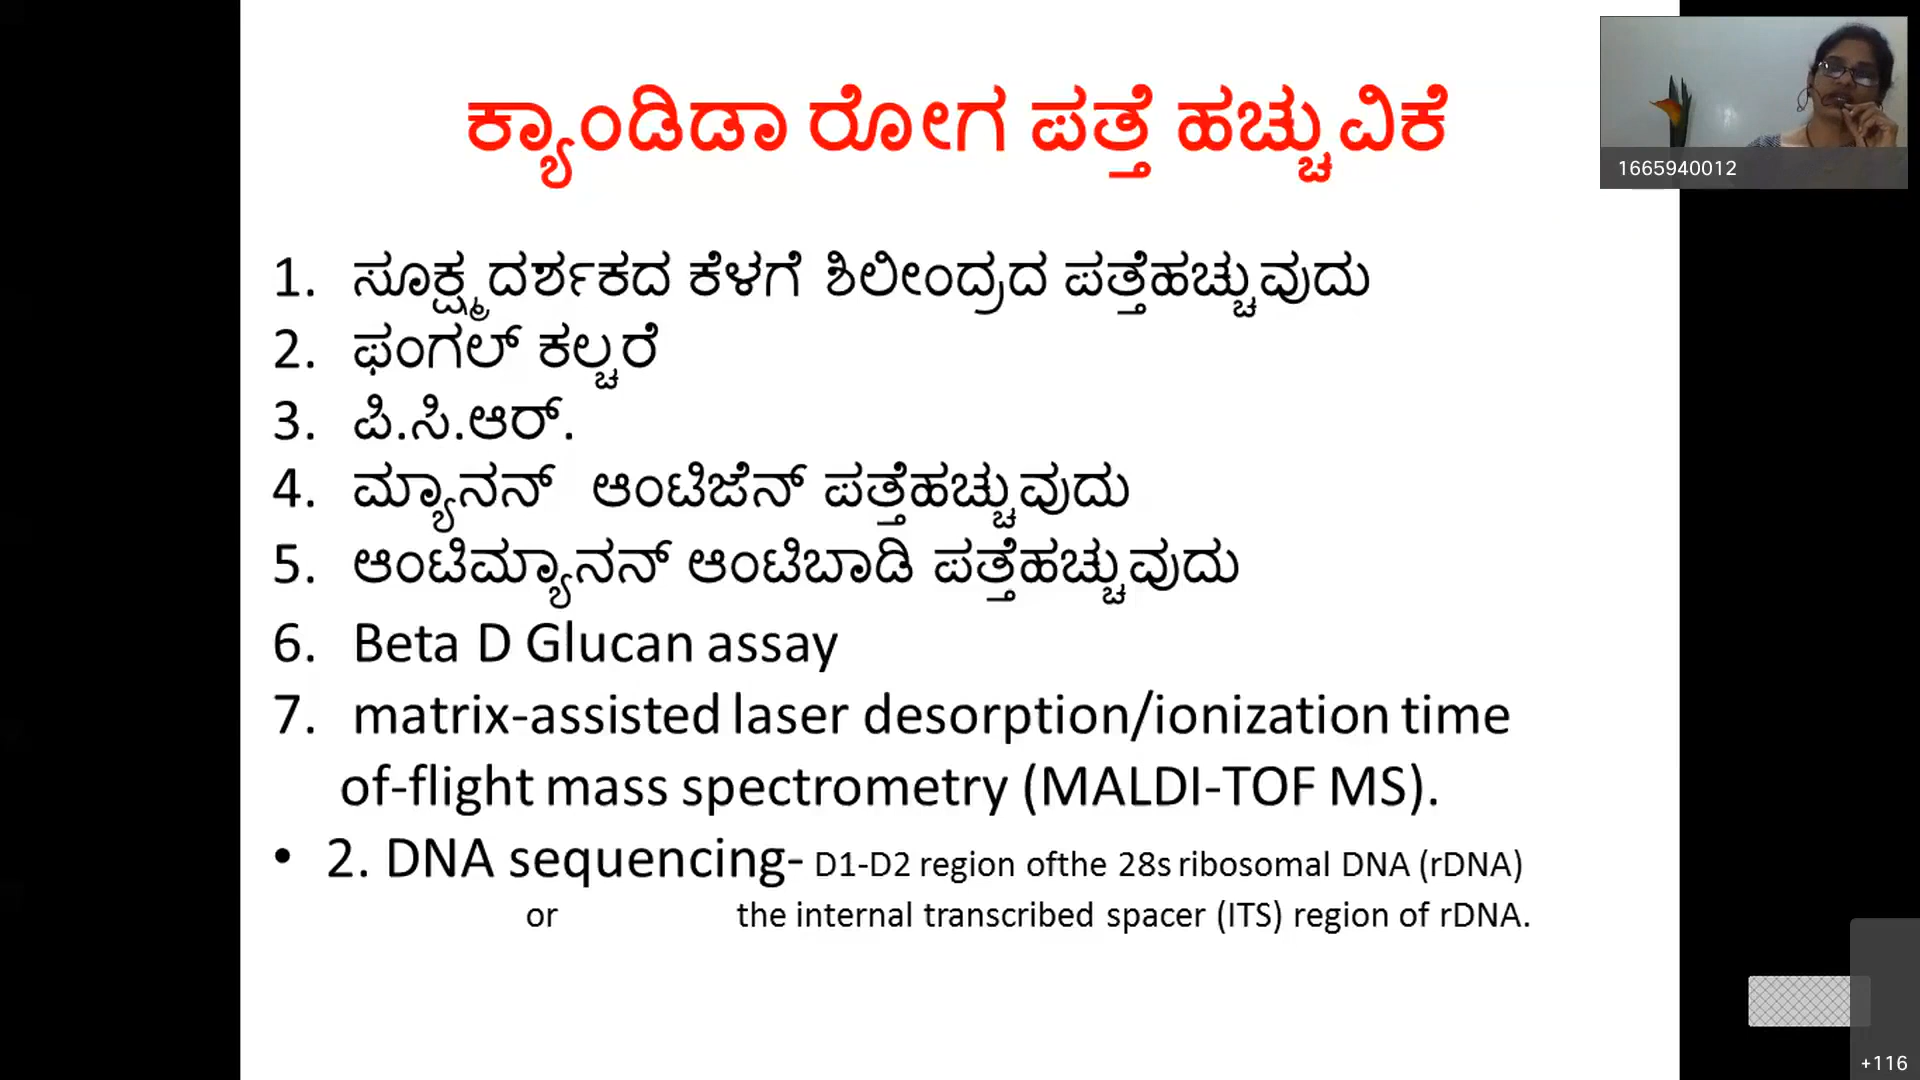 ಕ್ಯಾಂಡಿಡಾ ರೋಗ ಪತ್ತೆ ಹಚ್ಚುವಿಕೆ
1665940012
1. ಸೂಕ್ಷ್ಮದರ್ಶಕದ ಕೆಳಗೆ ಶಿಲೀಂದ್ರದ ಪತ್ತೆಹಚ್ಚುವುದು
2. ಫಂಗಲ್ ಕಲ್ಚರೆ
3. ಪಿ.ಸಿ.ಆರ್.
4. ಮ್ಯಾನನ್ ಆಂಟಿಜೆನ್ ಪತ್ತೆಹಚ್ಚುವುದು
5. ಆಂಟಿಮ್ಯಾನನ್ ಆಂಟಿಬಾಡಿ ಪತ್ತೆಹಚ್ಚುವುದು
6. Beta D Glucan assay
7. matrix-assisted laser desorption/ionization time
of-flight mass spectrometry (MALDI-TOF MS).
• 2. DNA sequencing- D1-D2 region ofthe 28s ribosomal DNA (rDNA)
or the internal transcribed spacer (ITS) region of rDNA.
+116